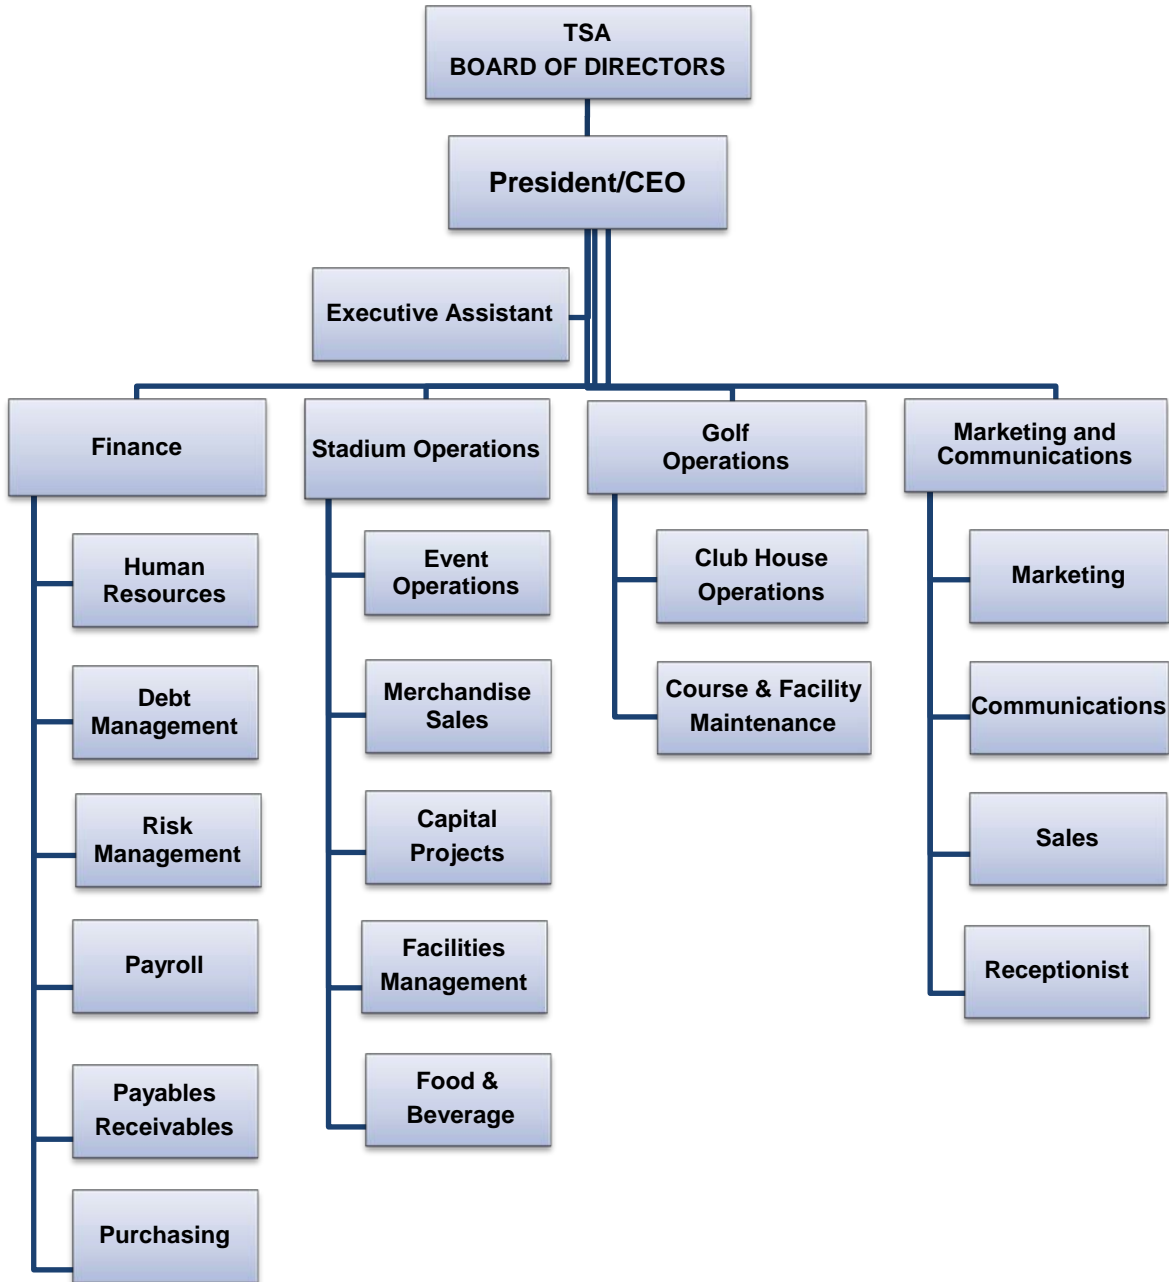 TSA
BOARD OF DIRECTORS
President/CEO
Executive Assistant
Finance
Human
Resources
Debt
Management
Risk
Management
Payroll
Payables
Receivables
Purchasing
Stadium Operations
Event
Operations
Merchandise
Sales
Capital
Projects
Facilities
Management
Food &
Beverage
Golf
Operations
Club House
Operations
Course & Facility
Maintenance
Marketing and
Communications
Marketing
Communications
Sales
Receptionist